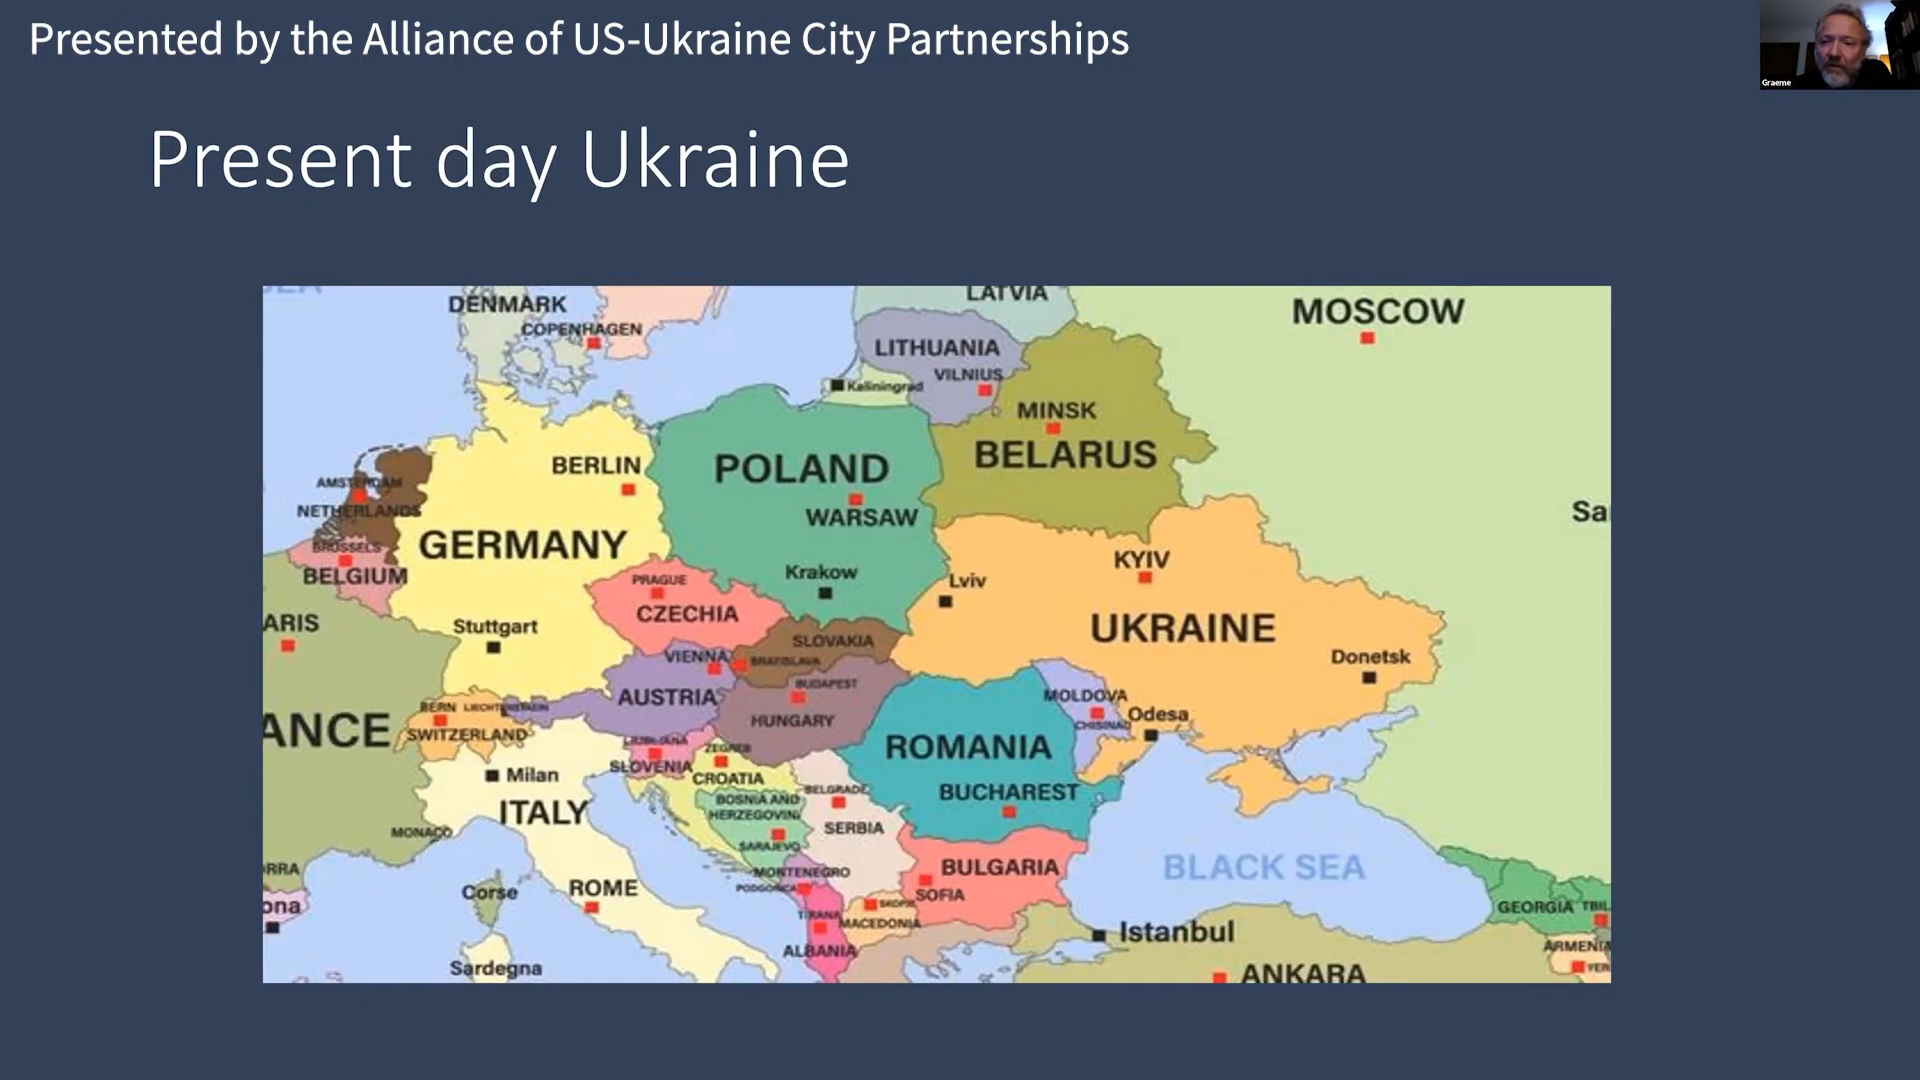 Presented by the Alliance of US-Ukraine City Partnerships
Graeme
Present day Ukraine
DENMARK
COPENHAGEN
LATVIA
MOSCOW
LITHUANIA
VILNIUS
Kaliningrad
MINSK
BELARUS
BERLIN
POLAND
WARSAW
AMSTERDAM
NETHERLANDS
Sa
GERMANY
BRUSSELS
BELGIUM
KYIV
Krakow
Lviv
PRAGUE
CZECHIA
ARIS
Stuttgart
UKRAINE
SLOVAKIA
VIENNA
BRATISLAVA
Donetsk
BUDAPEST
AUSTRIA
MOLDOVA
BERN
LIECHTENSTEIN
HUNGARY
CHISINAU
Odesa
ANCE
SWITZERLAND
LJUBLJANA
ZEGREB
ROMANIA
SLOVENIA
CROATIA
Milan
BELGRADE
BUCHAREST
ITALY
BOSNIA AND
HERZEGOVINA
SERBIA
MONACO
SARAJEVO
BLACK SEA
RRA
MONTENEGRO
BULGARIA
PODGORICA
Corse
ROME
SOFIA
ona
SKOPJE
GEORGIA
TBIL
TIRANA
MACEDONIA
Istanbul
ALBANIA
ARMENIA
YER
Sardegna
ANKARA